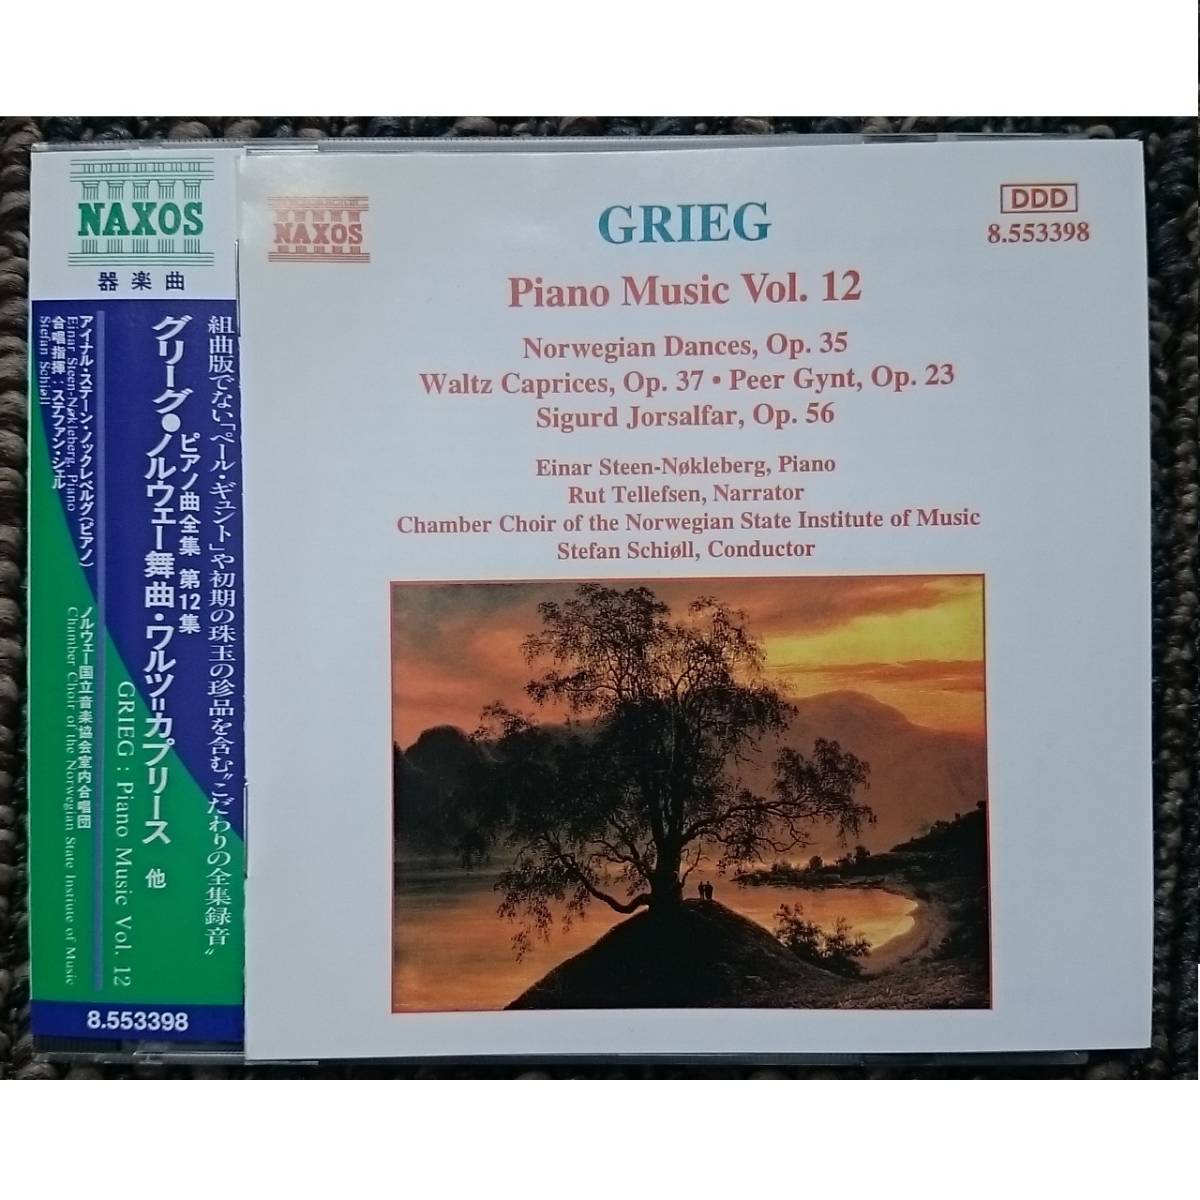 NAXOS
器楽曲
組曲版でない「ペール・ギュント」や初期の珠玉の珍品を含む"こだわりの全集録音"
グリーグ●ノルウェー舞曲・ワルツ=カプリース 他
ピアノ曲全集 第12集
GRIEG : Piano Music Vol. 12
アイナル・ステーン・ノックレベルグ(ピアノ)
Einar Steen-Nøkleberg, Piano
合唱指揮:ステファン・シェル
Stefan Schiøll
ノルウェー国立音楽協会室内合唱団
Chamber Choir of the Norwegian State Institute of Music
8.553398
NAXOS
GRIEG
DDD
8.553398
Piano Music Vol. 12
Norwegian Dances, Op. 35
Waltz Caprices, Op. 37 • Peer Gynt, Op. 23
Sigurd Jorsalfar, Op. 56
Einar Steen-Nøkleberg, Piano
Rut Tellefsen, Narrator
Chamber Choir of the Norwegian State Institute of Music
Stefan Schiøll, Conductor